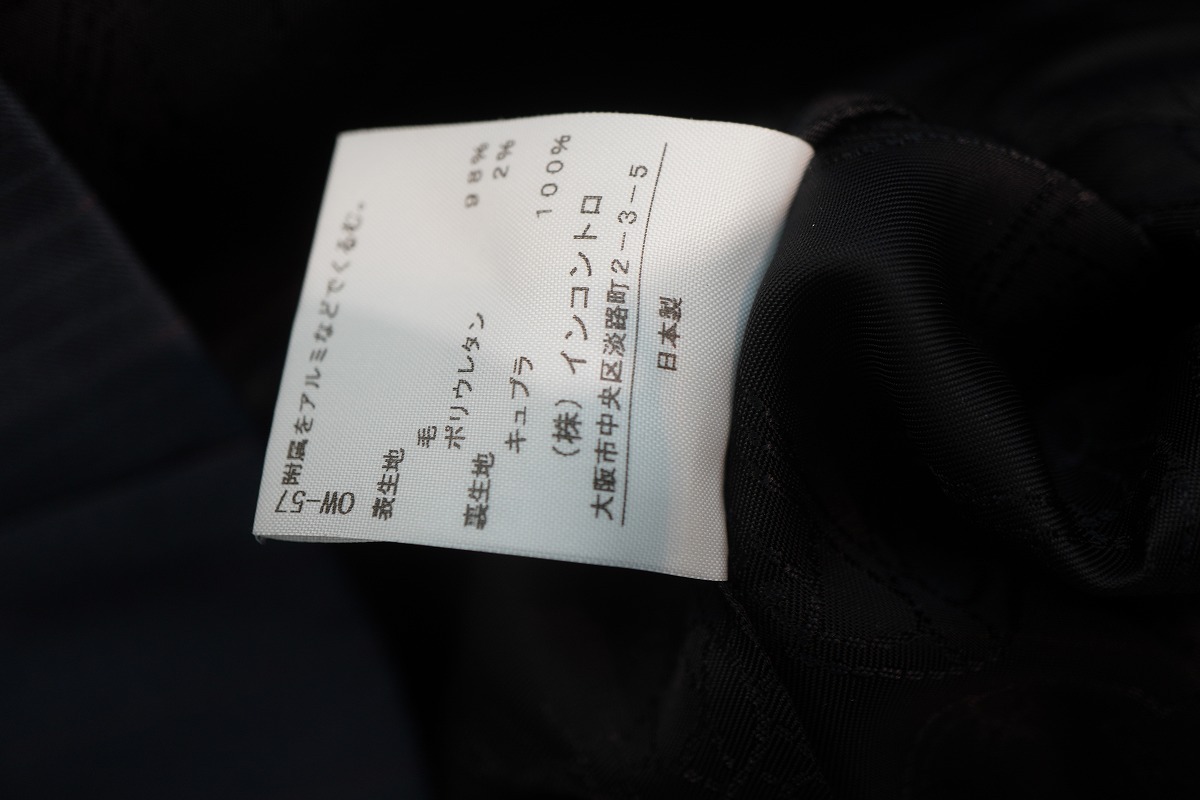 附属をアルミなどでくるむ。
OW-57
表生地
毛 98%
ポリウレタン 2%
裏生地
キュプラ 100%
(株)インコントロ
大阪市中央区淡路町2-3-5
日本製